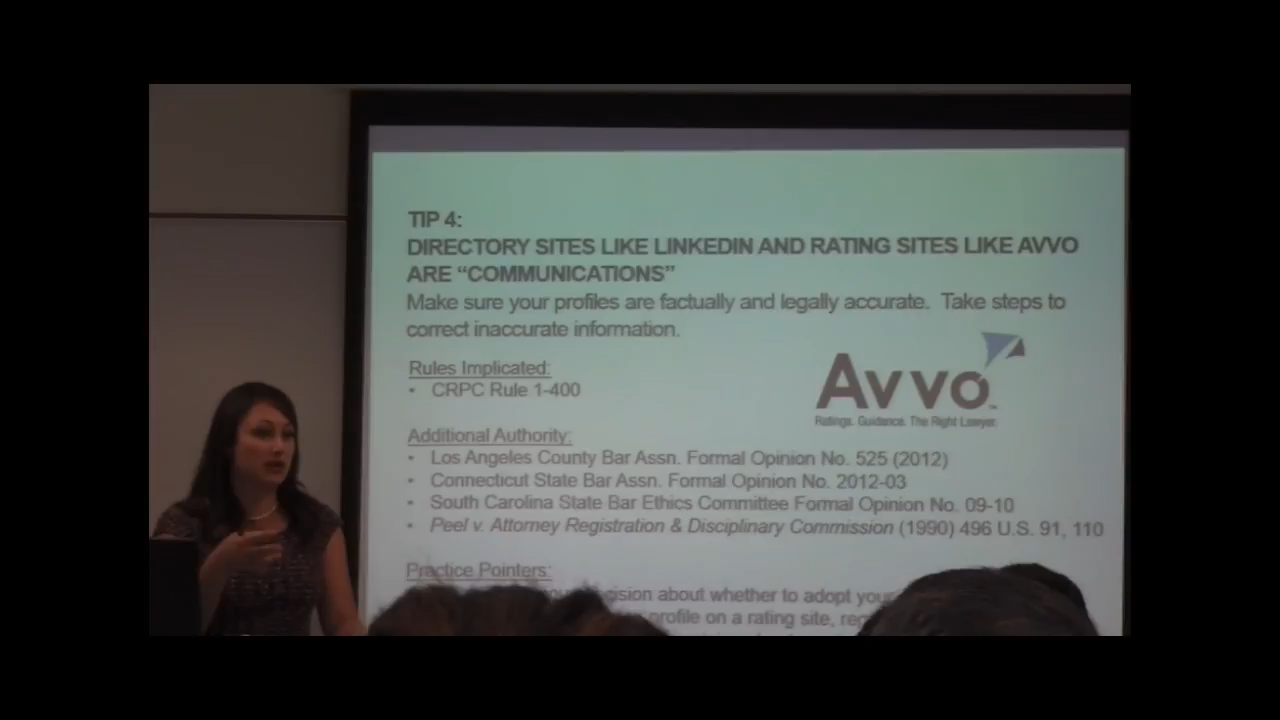 TIP 4:
DIRECTORY SITES LIKE LINKEDIN AND RATING SITES LIKE AVVO
ARE “COMMUNICATIONS”
Make sure your profiles are factually and legally accurate. Take steps to
correct inaccurate information.
Avvo
Ratings. Guidance. The Right Lawyer.
Rules Implicated:
• CRPC Rule 1-400
Additional Authority:
• Los Angeles County Bar Assn. Formal Opinion No. 525 (2012)
• Connecticut State Bar Assn. Formal Opinion No. 2012-03
• South Carolina State Bar Ethics Committee Formal Opinion No. 09-10
• Peel v. Attorney Registration & Disciplinary Commission (1990) 496 U.S. 91, 110
Practice Pointers:
about whether to adopt
profile on a rating site,